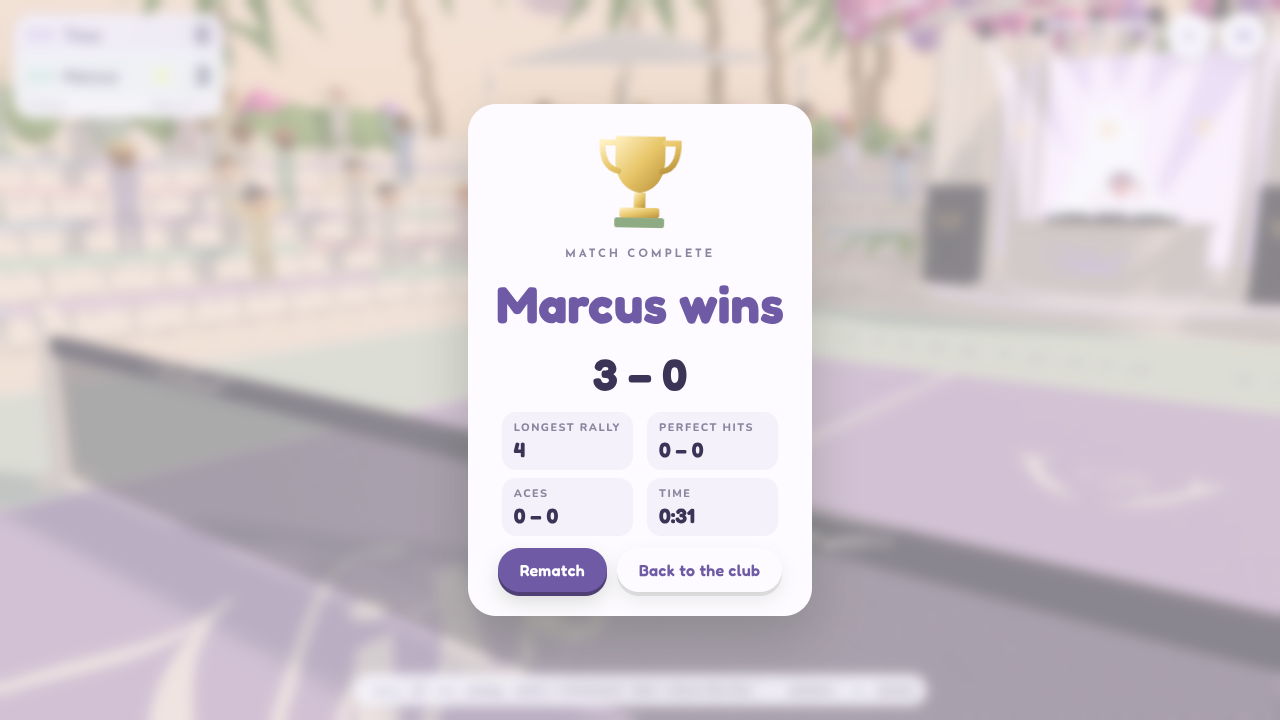 MATCH COMPLETE
Marcus wins
3 – 0
LONGEST RALLY
4
PERFECT HITS
0 – 0
ACES
0 – 0
TIME
0:31
Rematch
Back to the club